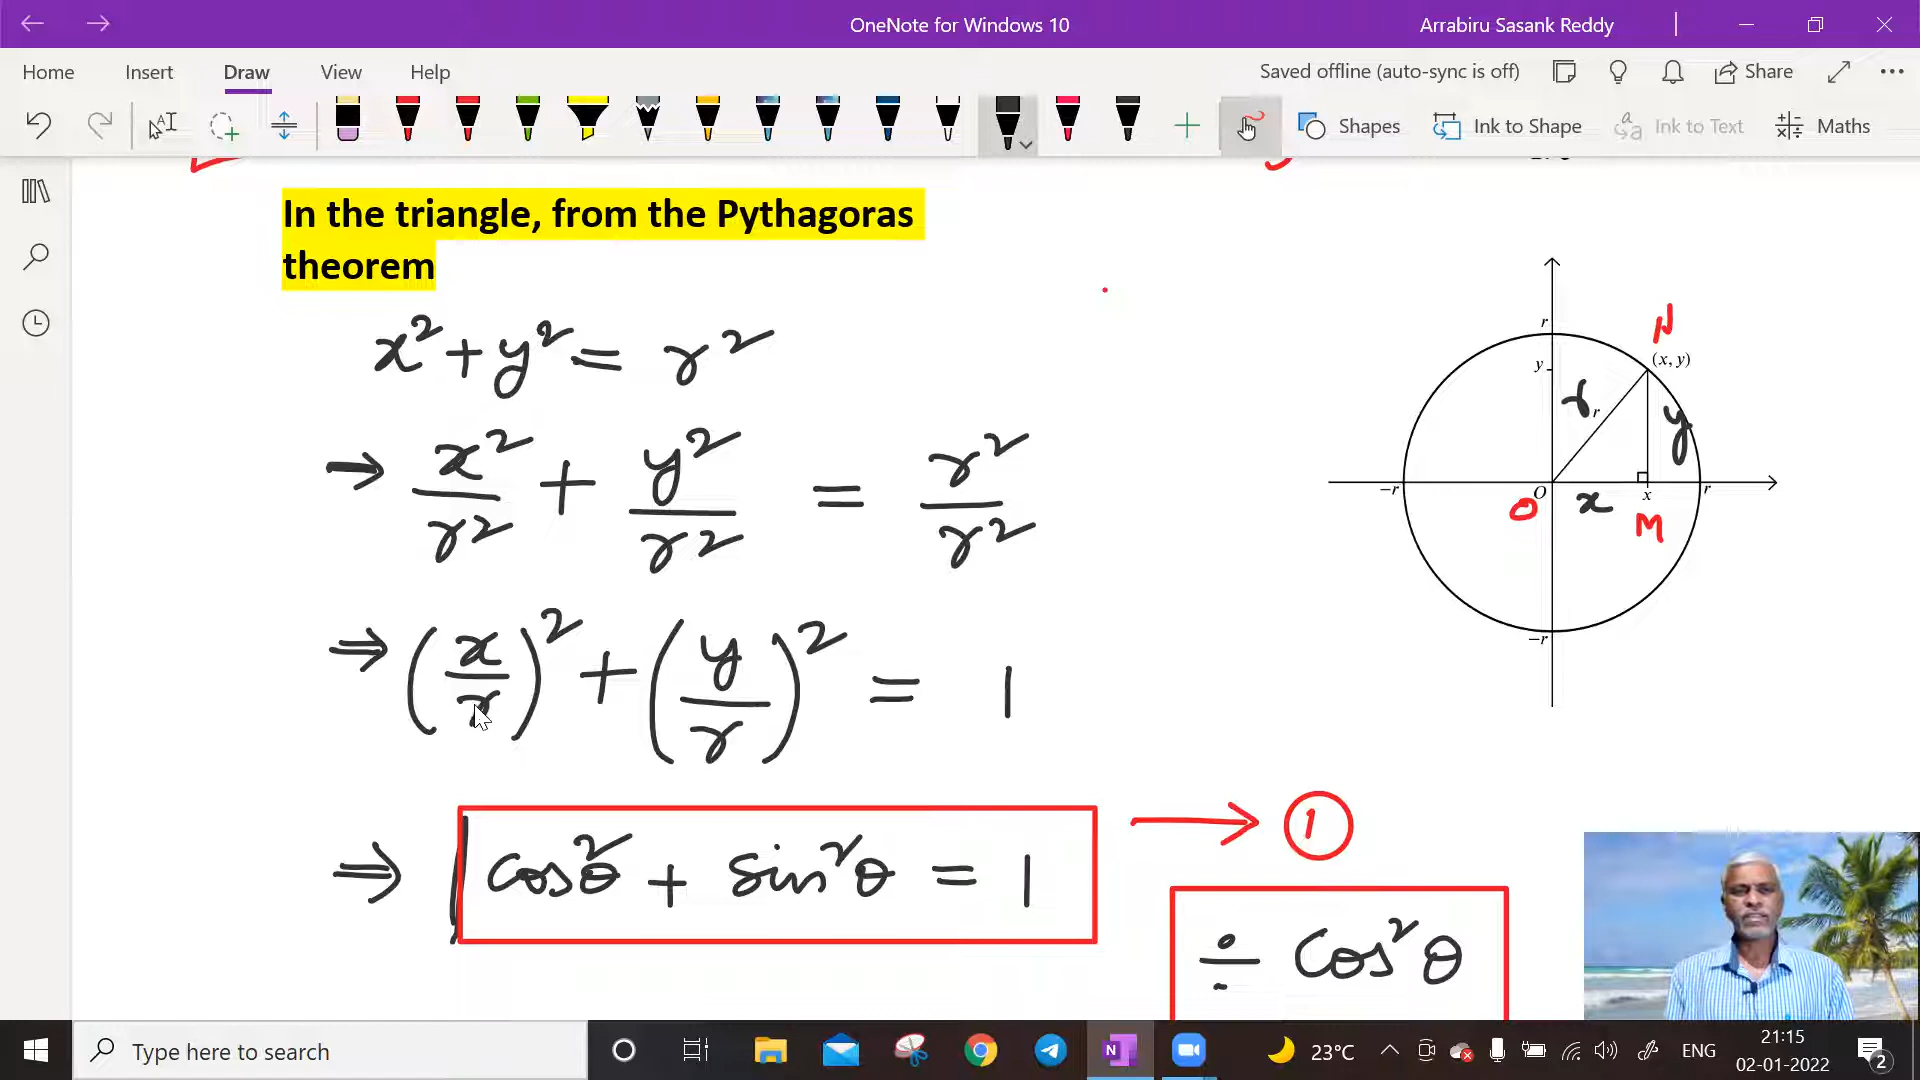 OneNote for Windows 10
Arrabiru Sasank Reddy
Home Insert Draw View Help
Saved offline (auto-sync is off)
Share
Shapes
Ink to Shape
Ink to Text
Maths
In the triangle, from the Pythagoras
theorem
x² + y² = r²
→ x²/r² + y²/r² = r²/r²
⇒ (x/r)² + (y/r)² = 1
⇒ cos²θ + sin²θ = 1 → 1
÷ Cos²θ
r
N
(x, y)
y
r r
y
-r
O
x
r
O
x
M
-r
Type here to search
23°C
ENG
21:15
02-01-2022
2